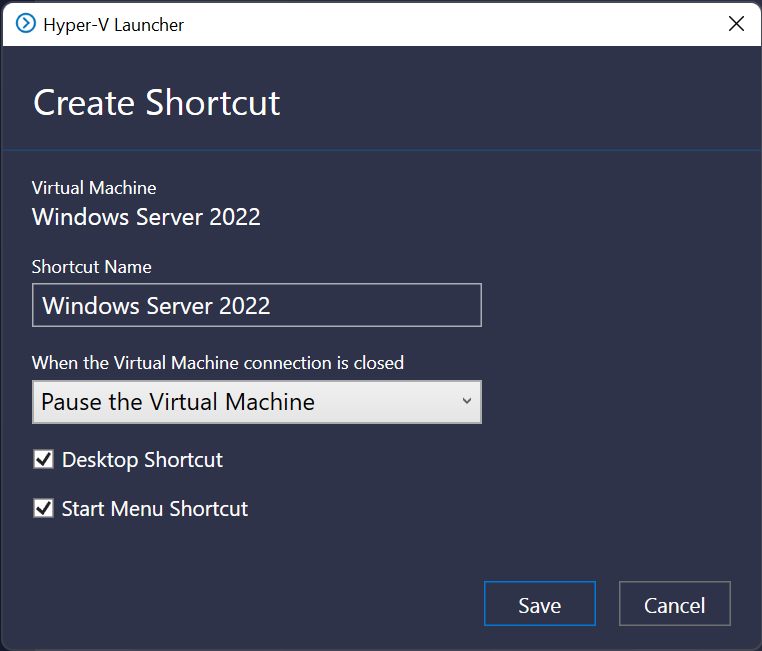 Hyper-V Launcher
Create Shortcut
Virtual Machine
Windows Server 2022
Shortcut Name
Windows Server 2022
When the Virtual Machine connection is closed
Pause the Virtual Machine
Desktop Shortcut
Start Menu Shortcut
Save Cancel